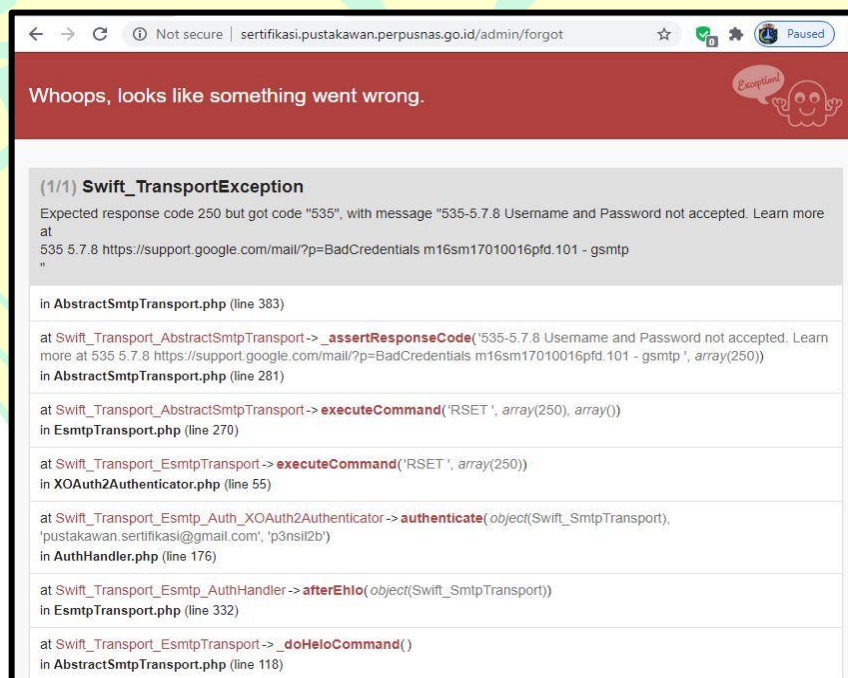 Not secure | sertifikasi.pustakawan.perpusnas.go.id/admin/forgot
0
Paused
Whoops, looks like something went wrong.
Exception!
(1/1) Swift_TransportException
Expected response code 250 but got code "535", with message "535-5.7.8 Username and Password not accepted. Learn more
at
535 5.7.8 https://support.google.com/mail/?p=BadCredentials m16sm17010016pfd.101 - gsmtp
"
in AbstractSmtpTransport.php (line 383)
at Swift_Transport_AbstractSmtpTransport->_assertResponseCode('535-5.7.8 Username and Password not accepted. Learn
more at 535 5.7.8 https://support.google.com/mail/?p=BadCredentials m16sm17010016pfd.101 - gsmtp ', array(250))
in AbstractSmtpTransport.php (line 281)
at Swift_Transport_AbstractSmtpTransport->executeCommand('RSET ', array(250), array())
in EsmtpTransport.php (line 270)
at Swift_Transport_EsmtpTransport->executeCommand('RSET ', array(250))
in XOAuth2Authenticator.php (line 55)
at Swift_Transport_Esmtp_Auth_XOAuth2Authenticator->authenticate(object(Swift_SmtpTransport),
'pustakawan.sertifikasi@gmail.com', 'p3nsil2b')
in AuthHandler.php (line 176)
at Swift_Transport_Esmtp_AuthHandler->afterEhlo(object(Swift_SmtpTransport))
in EsmtpTransport.php (line 332)
at Swift_Transport_EsmtpTransport->_doHeloCommand()
in AbstractSmtpTransport.php (line 118)